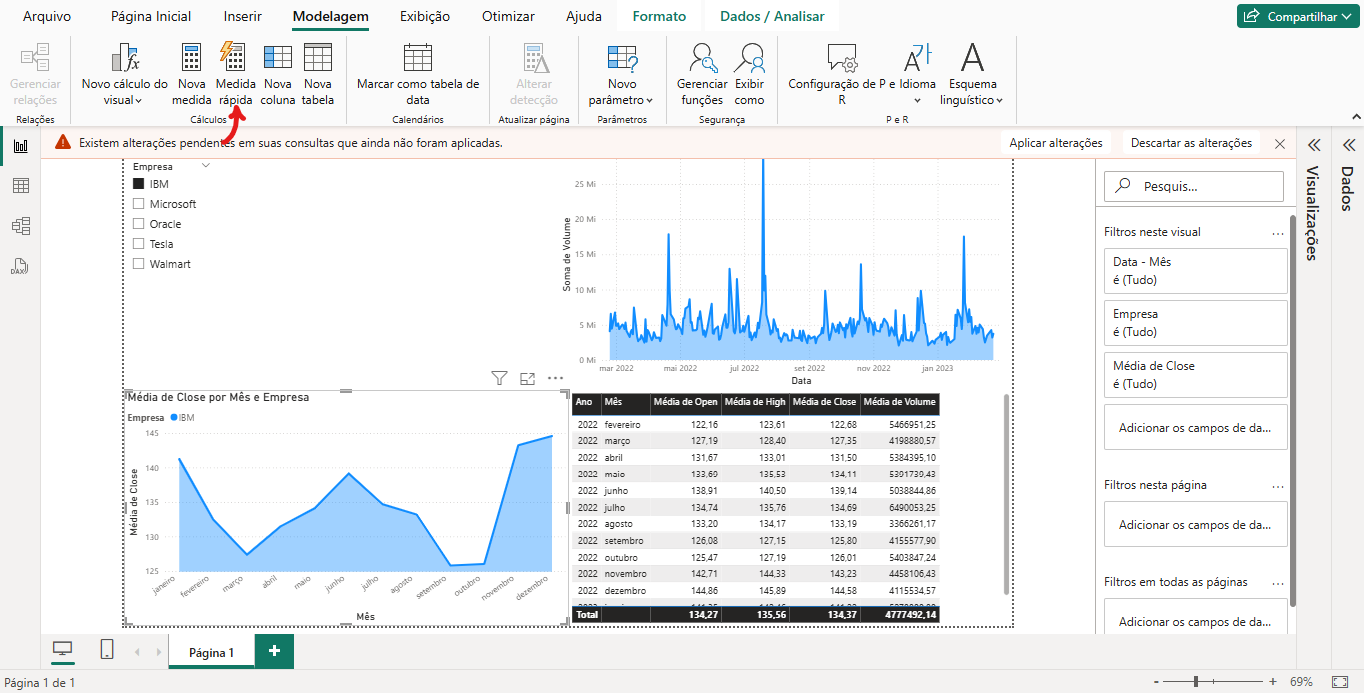 Arquivo Página Inicial Inserir Modelagem Exibição Otimizar Ajuda Formato Dados / Analisar Compartilhar
Gerenciar relações
Novo cálculo do visual
Nova medida
Medida rápida
Nova coluna
Nova tabela
Marcar como tabela de data
Alterar detecção
Novo parâmetro
Gerenciar funções
Exibir como
Configuração de P e R
Idioma
Esquema linguístico
Relações Cálculos Calendários Atualizar página Parâmetros Segurança P e R
Existem alterações pendentes em suas consultas que ainda não foram aplicadas. Aplicar alterações Descartar as alterações
Empresa
IBM
Microsoft
Oracle
Tesla
Walmart
Soma de Volume
25 Mi
20 Mi
15 Mi
10 Mi
5 Mi
0 Mi
mar 2022 mai 2022 jul 2022 set 2022 nov 2022 jan 2023
Data
Média de Close por Mês e Empresa
Empresa IBM
Média de Close
145
140
135
130
125
janeiro fevereiro março abril maio junho julho agosto setembro outubro novembro dezembro
Mês
Ano Mês Média de Open Média de High Média de Close Média de Volume
2022 fevereiro 122,16 123,61 122,68 5466951,25
2022 março 127,19 128,40 127,35 4198880,57
2022 abril 131,67 133,01 131,50 5384395,10
2022 maio 133,69 135,53 134,11 5391739,43
2022 junho 138,91 140,50 139,14 5038844,86
2022 julho 134,74 135,76 134,69 6490053,25
2022 agosto 133,20 134,17 133,19 3366261,17
2022 setembro 126,08 127,15 125,80 4155577,90
2022 outubro 125,47 127,19 126,01 5403847,24
2022 novembro 142,71 144,33 143,23 4458106,43
2022 dezembro 144,86 145,89 144,58 4115534,57
Total 134,27 135,56 134,37 4777492,14
Pesquis...
Filtros neste visual ...
Data - Mês
é (Tudo)
Empresa
é (Tudo)
Média de Close
é (Tudo)
Adicionar os campos de da...
Filtros nesta página ...
Adicionar os campos de da...
Filtros em todas as páginas ...
Adicionar os campos de da...
Visualizações
Dados
DAX
Página 1
+
Página 1 de 1
- + 69%